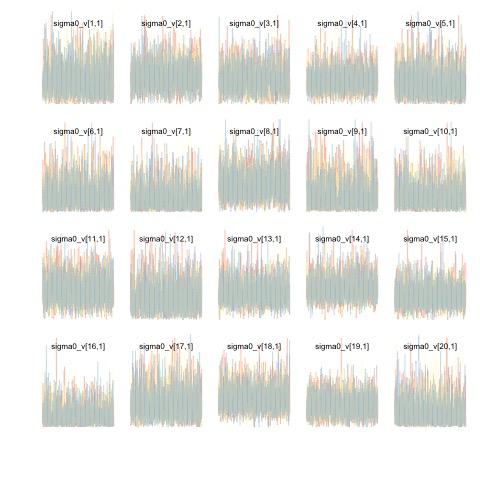 sigma0_v[1,1] sigma0_v[2,1] sigma0_v[3,1] sigma0_v[4,1] sigma0_v[5,1]
sigma0_v[6,1] sigma0_v[7,1] sigma0_v[8,1] sigma0_v[9,1] sigma0_v[10,1]
sigma0_v[11,1] sigma0_v[12,1] sigma0_v[13,1] sigma0_v[14,1] sigma0_v[15,1]
sigma0_v[16,1] sigma0_v[17,1] sigma0_v[18,1] sigma0_v[19,1] sigma0_v[20,1]